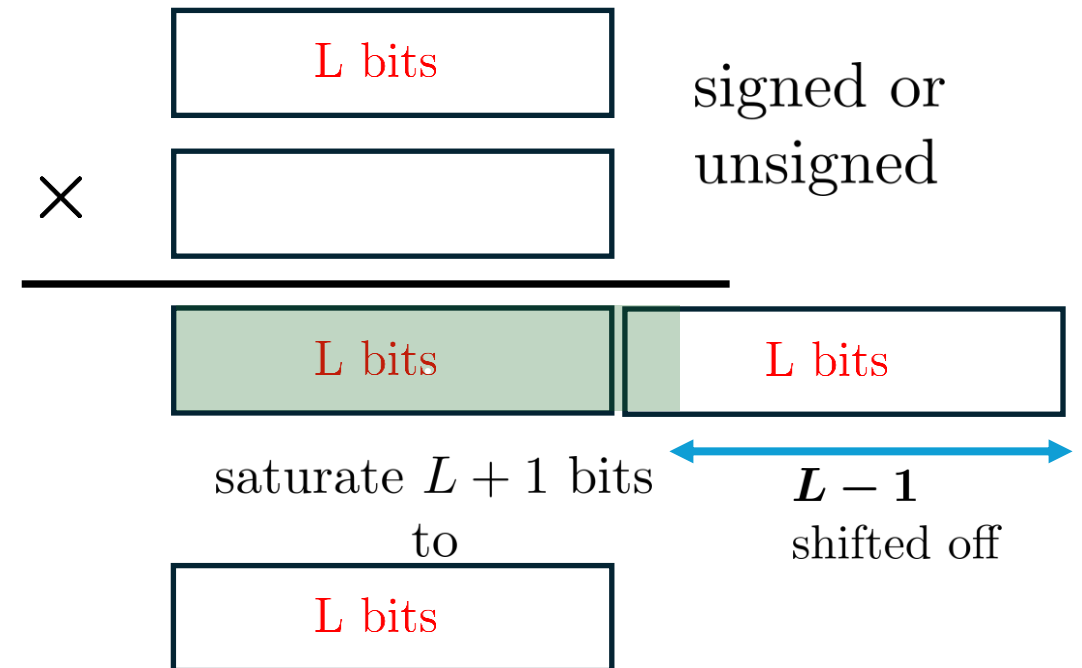 L bits
signed or
unsigned
×
L bits
L bits
saturate L + 1 bits
to
L − 1
shifted off
L bits